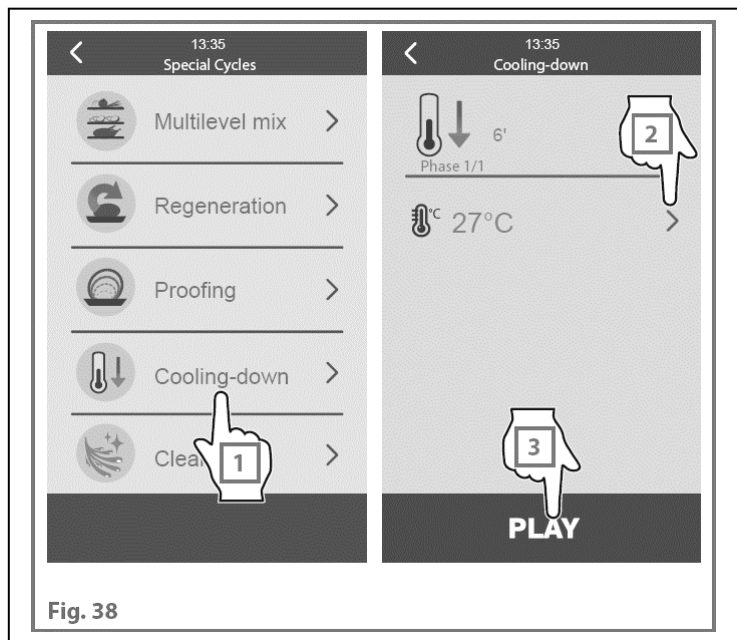 13:35
Special Cycles
Multilevel mix
Regeneration
Proofing
Cooling-down
1
13:35
Cooling-down
6'
Phase 1/1
2
°C 27°C
3
PLAY
Fig. 38